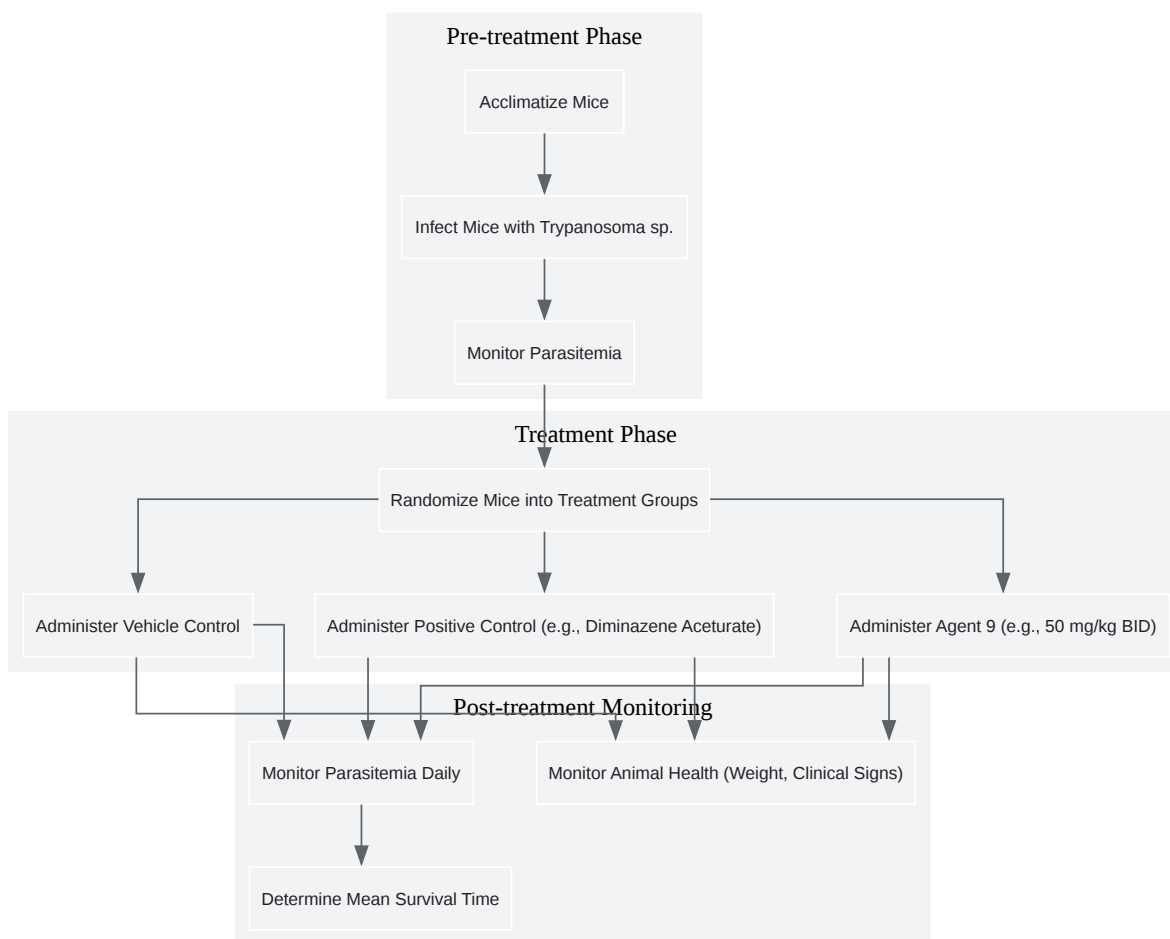 Pre-treatment Phase
Acclimatize Mice
Infect Mice with Trypanosoma sp.
Monitor Parasitemia
Treatment Phase
Randomize Mice into Treatment Groups
Administer Vehicle Control
Administer Positive Control (e.g., Diminazene Aceturate)
Administer Agent 9 (e.g., 50 mg/kg BID)
Post-treatment Monitoring
Monitor Parasitemia Daily
Monitor Animal Health (Weight, Clinical Signs)
Determine Mean Survival Time